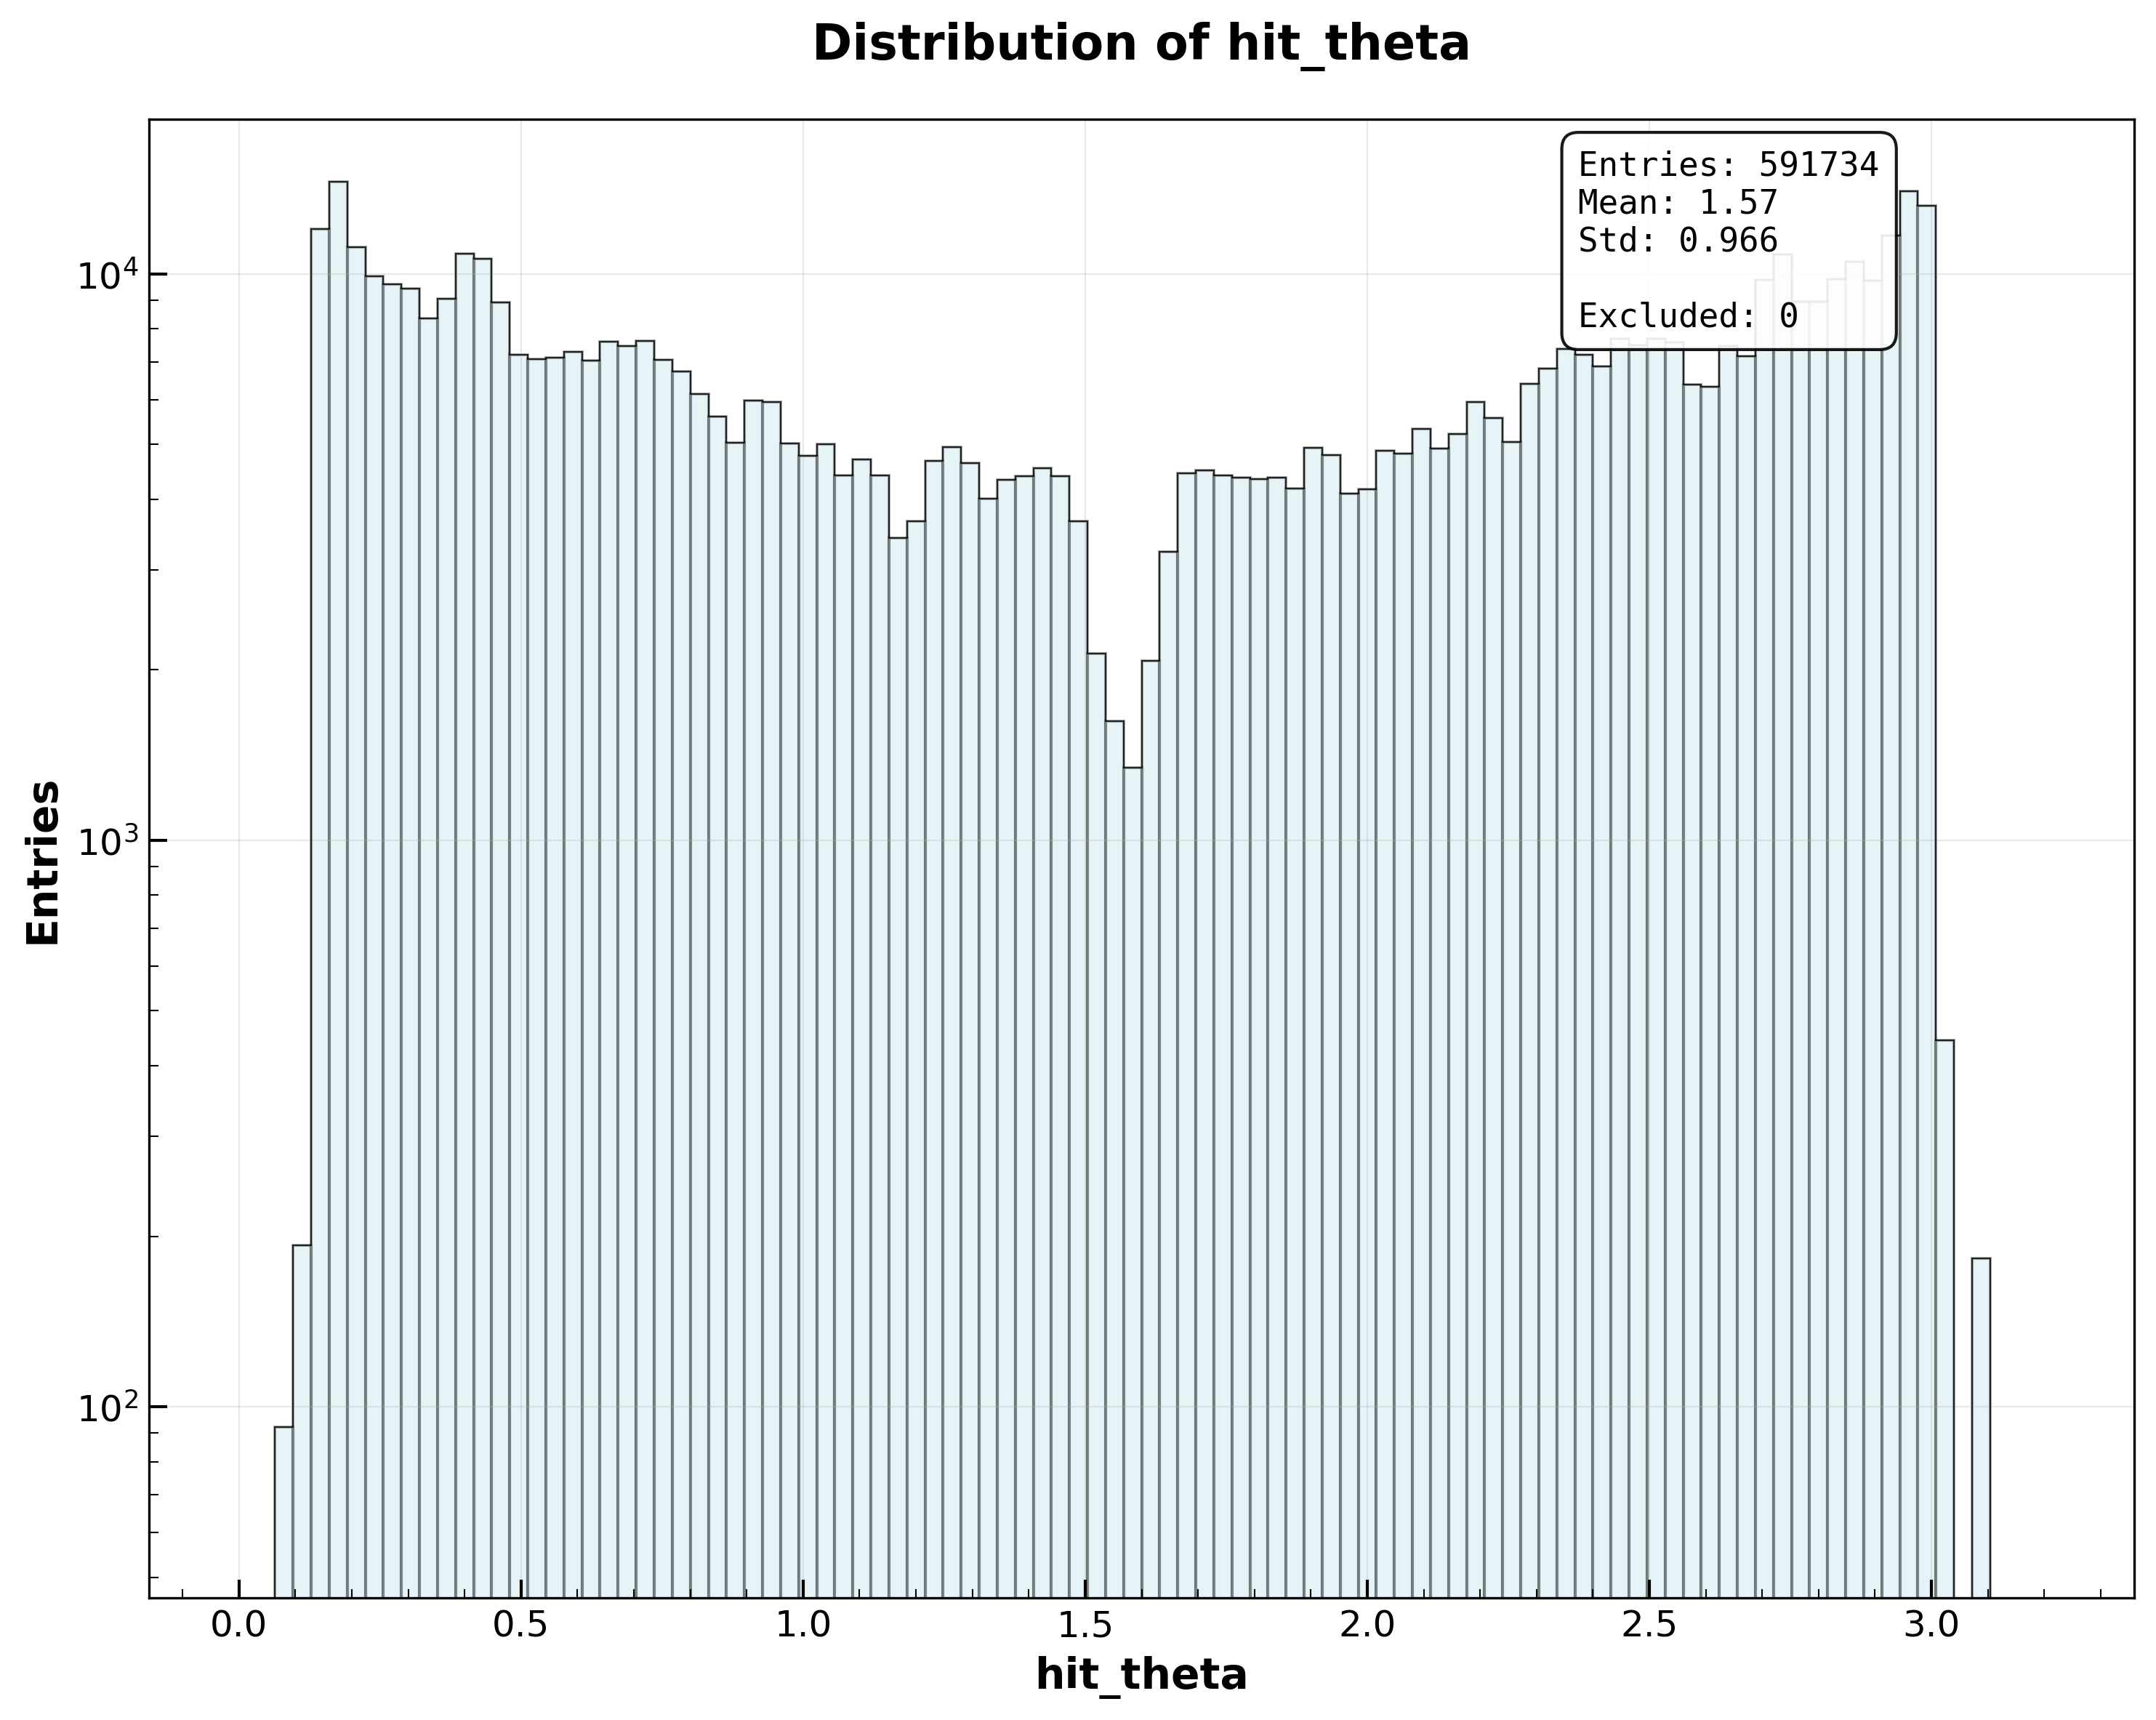 Distribution of hit_theta
Entries: 591734
Mean: 1.57
Std: 0.966
Excluded: 0
Entries
10^4
10^3
10^2
0.0 0.5 1.0 1.5 2.0 2.5 3.0
hit_theta